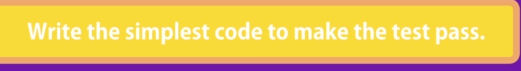 Write the simplest code to make the test pass.